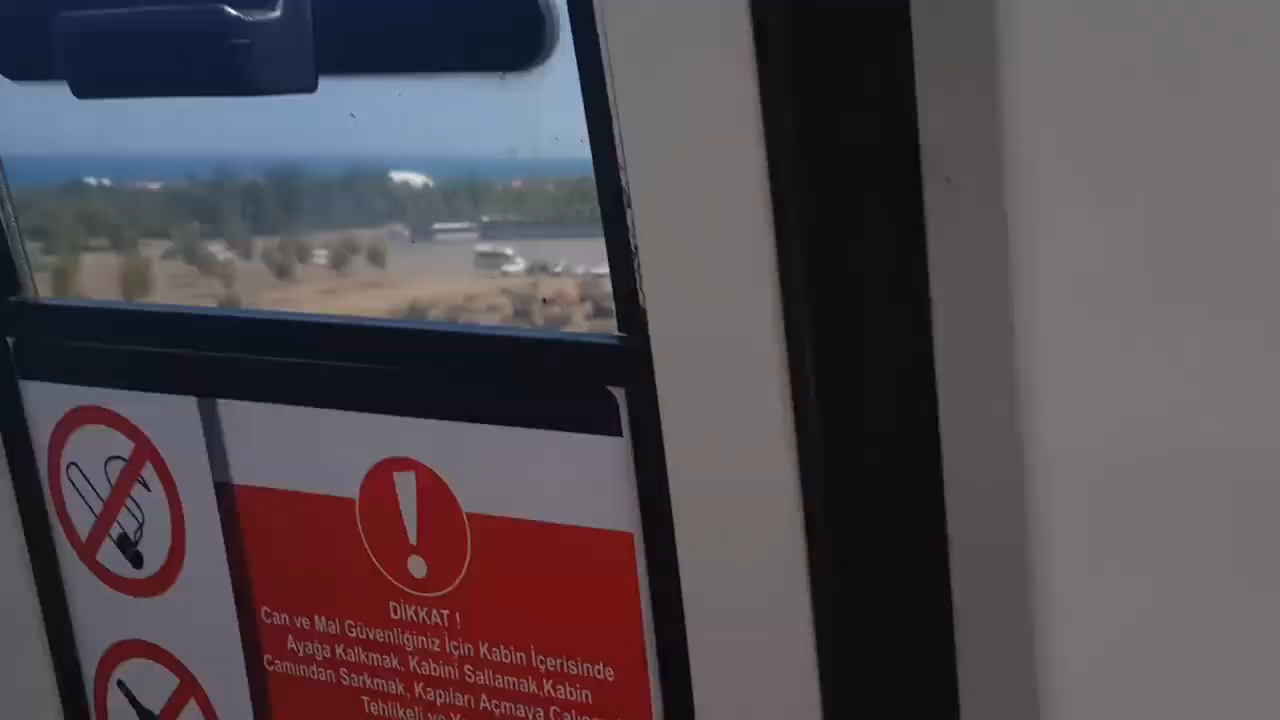 DİKKAT !
Can ve Mal Güvenliğiniz İçin Kabin İçerisinde
Ayağa Kalkmak, Kabini Sallamak,Kabin
Camından Sarkmak, Kapıları Açmaya
Tehlikeli ve